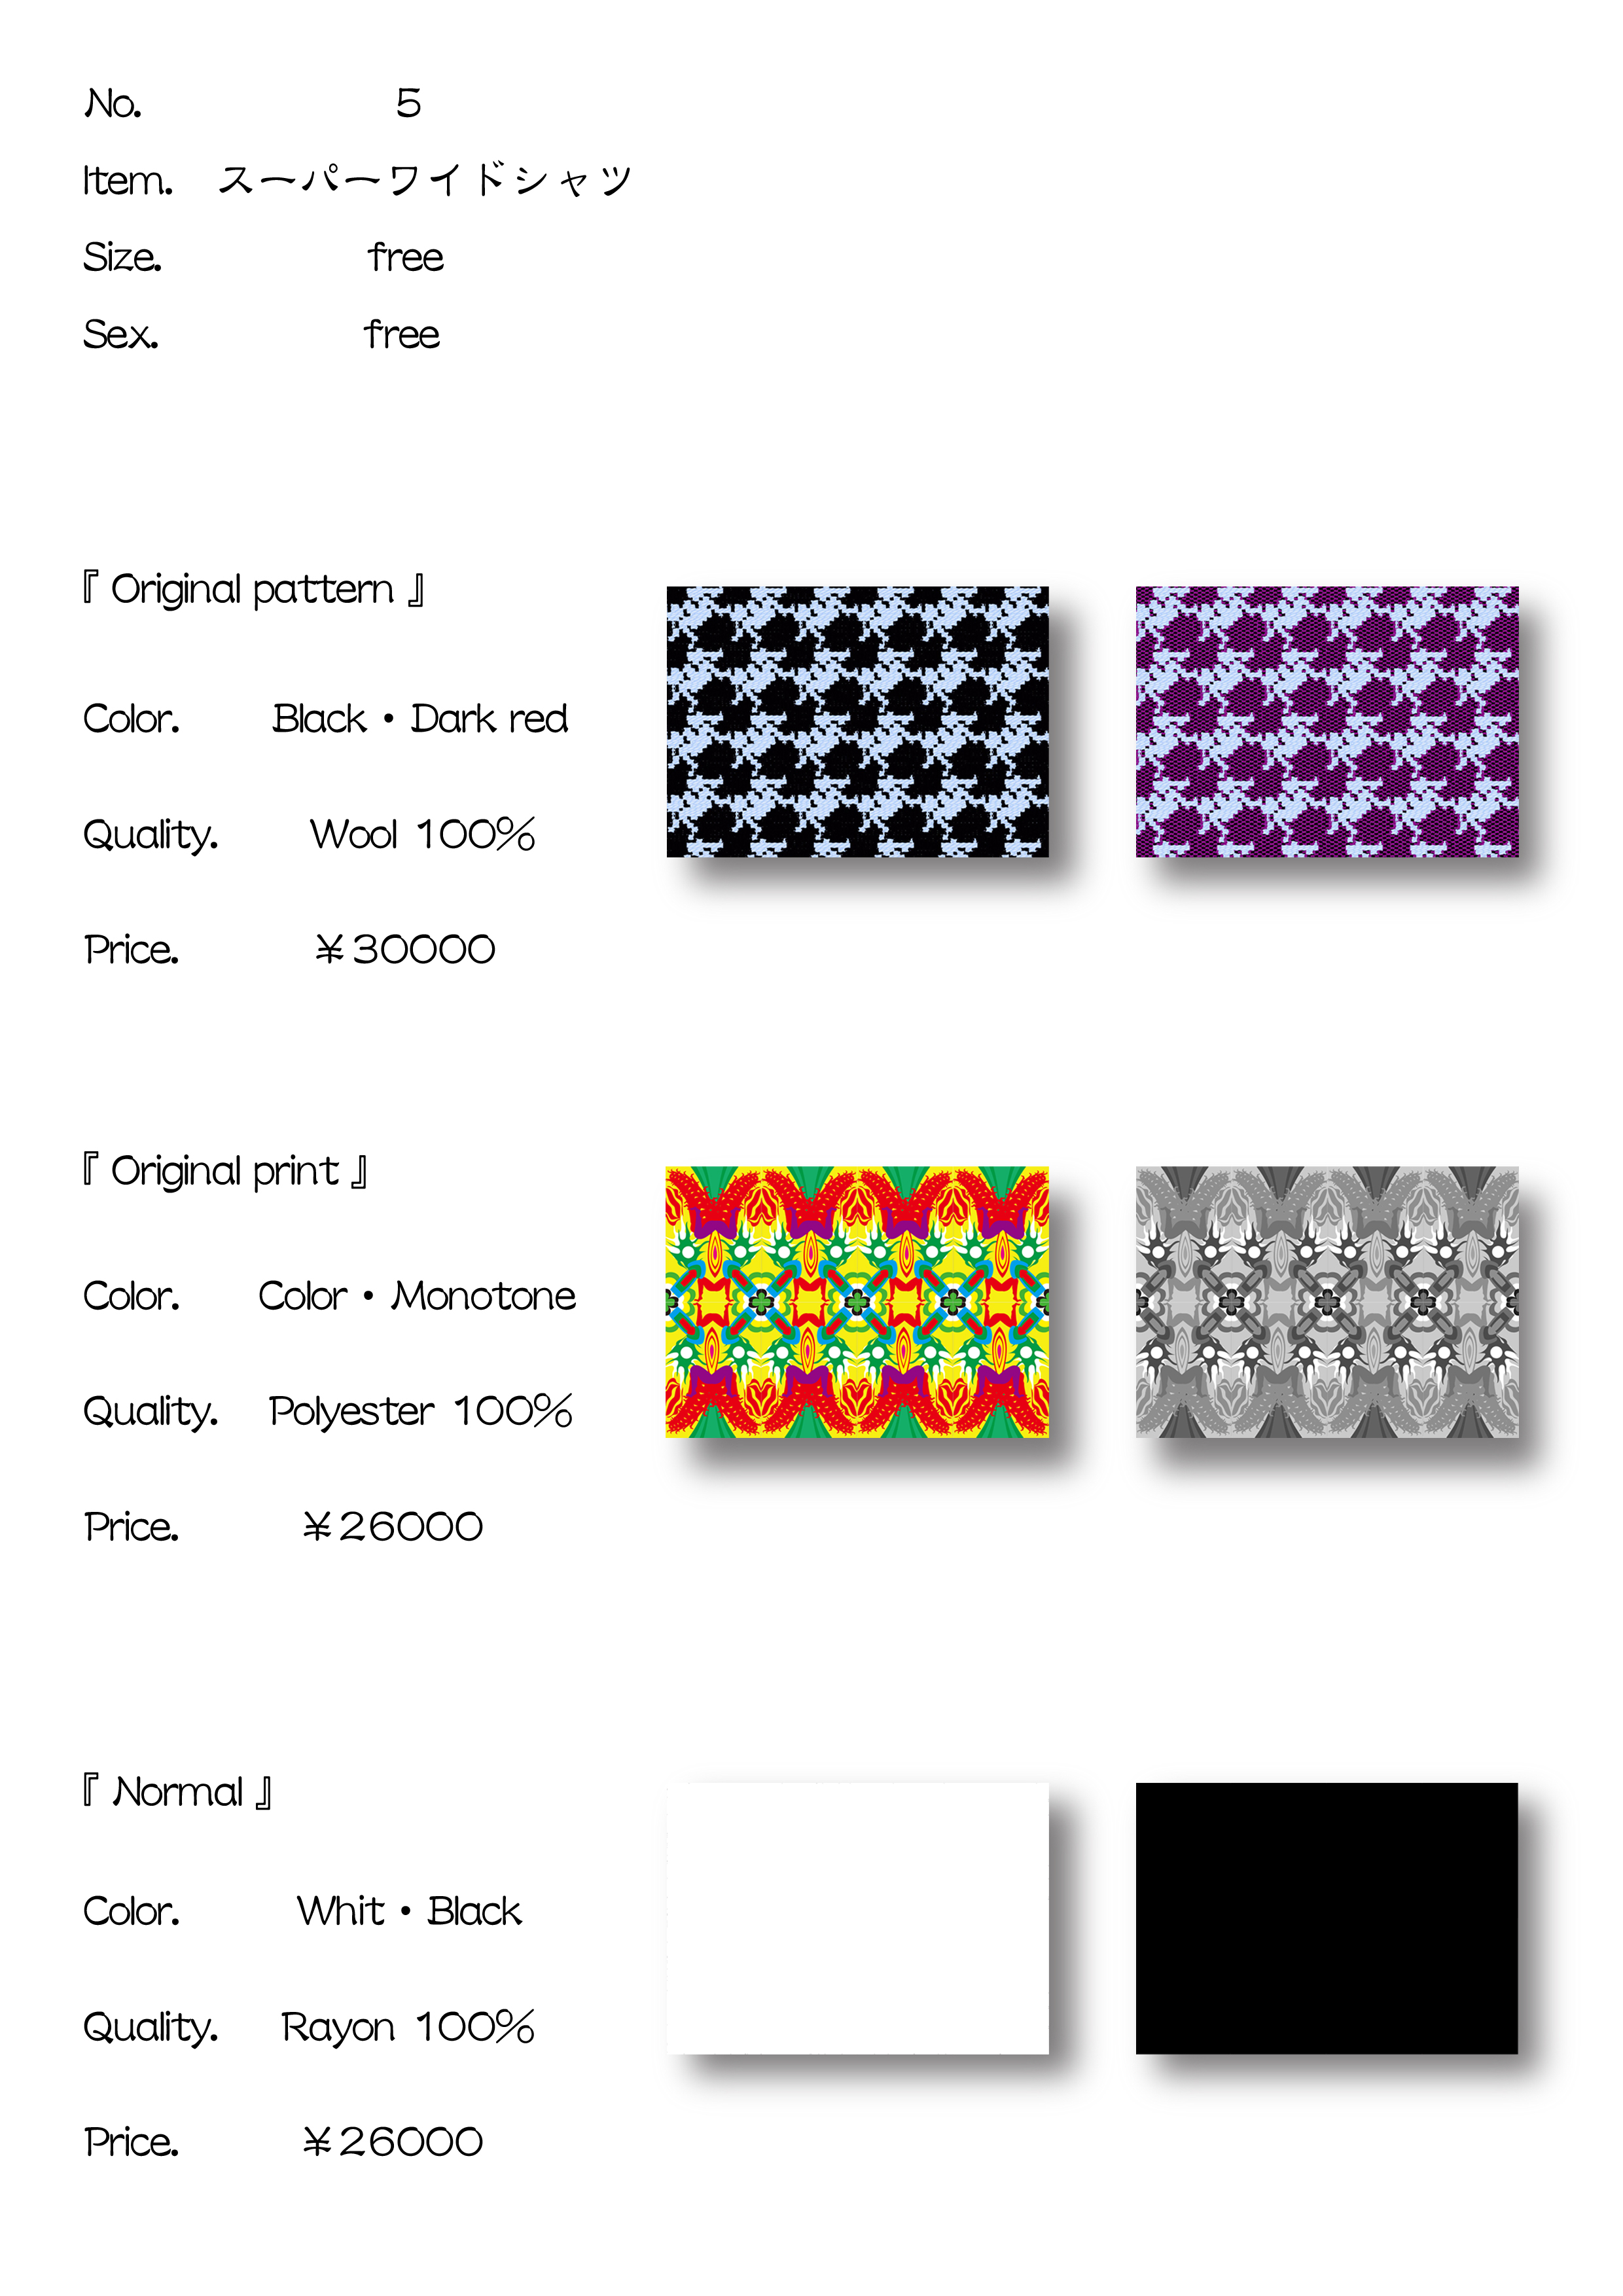 No. 5
Item. スーパーワイドシャツ
Size. free
Sex. free
『 Original pattern 』
Color. Black・Dark red
Quality. Wool 100%
Price. ¥30000
『 Original print 』
Color. Color・Monotone
Quality. Polyester 100%
Price. ¥26000
『 Normal 』
Color. Whit・Black
Quality. Rayon 100%
Price. ¥26000